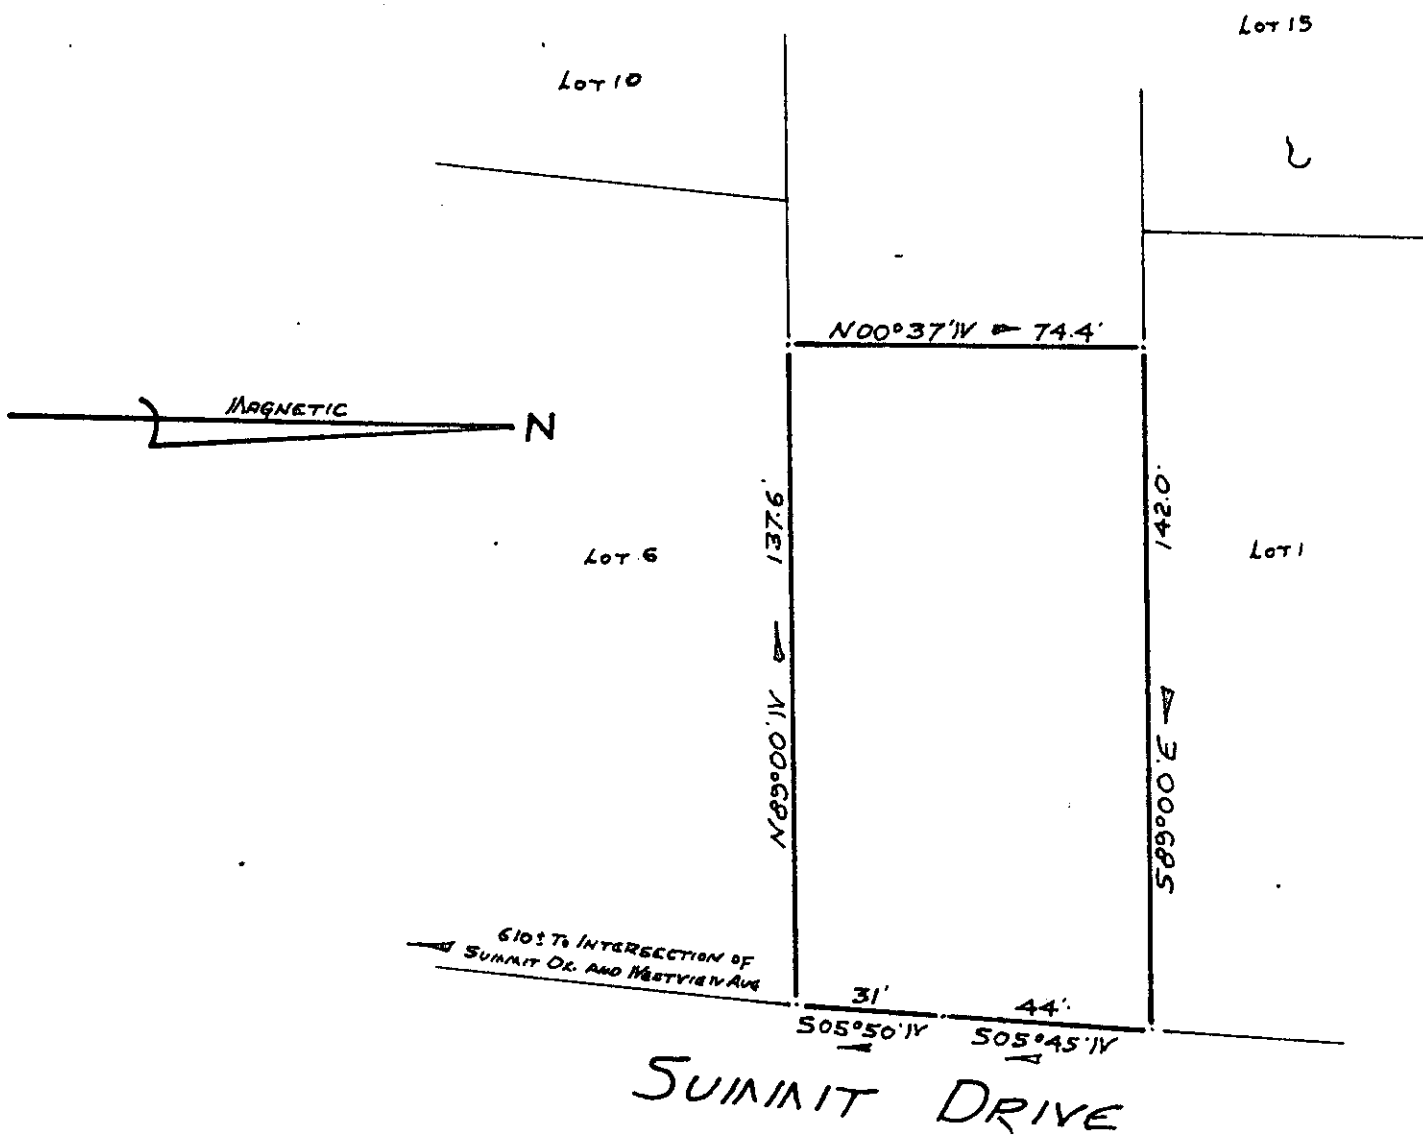 LOT 15
LOT 10
N00°37'W 74.4'
MAGNETIC
N
137.6'
N89°00'W
142.0'
S89°00'E
LOT 6
LOT 1
610± TO INTERSECTION OF
SUMMIT DR. AND WESTVIEW AVE
31'
44'
S05°50'W
S05°45'W
SUMMIT DRIVE